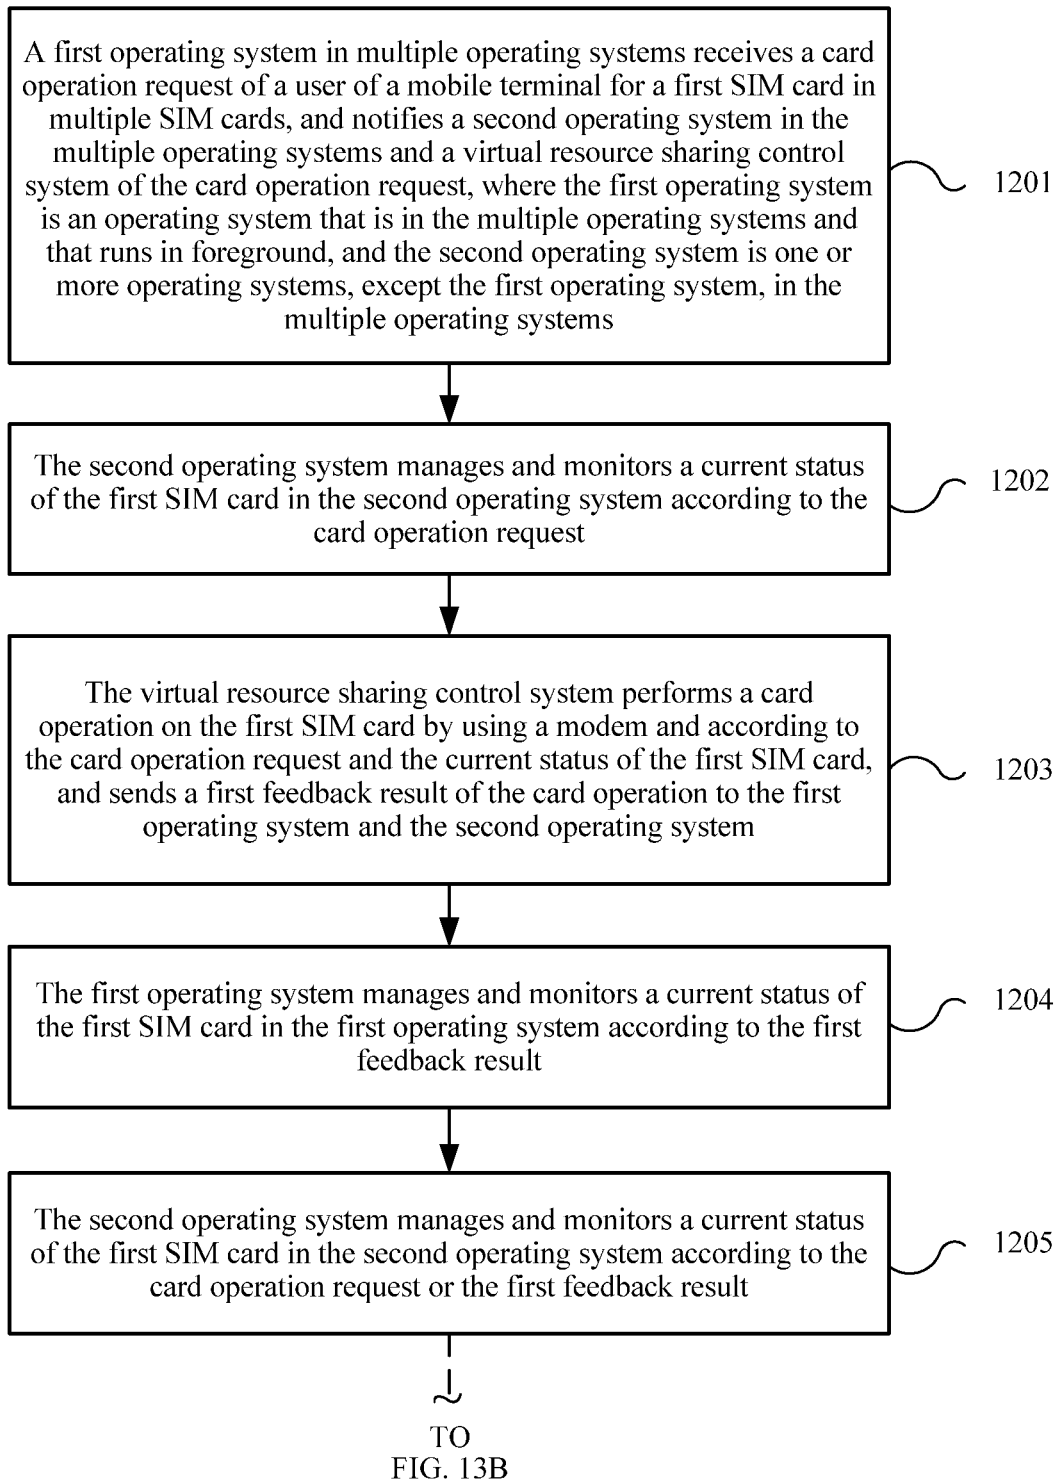 A first operating system in multiple operating systems receives a card
operation request of a user of a mobile terminal for a first SIM card in
multiple SIM cards, and notifies a second operating system in the
multiple operating systems and a virtual resource sharing control
system of the card operation request, where the first operating system
is an operating system that is in the multiple operating systems and
that runs in foreground, and the second operating system is one or
more operating systems, except the first operating system, in the
multiple operating systems
1201
The second operating system manages and monitors a current status
of the first SIM card in the second operating system according to the
card operation request
1202
The virtual resource sharing control system performs a card
operation on the first SIM card by using a modem and according to
the card operation request and the current status of the first SIM card,
and sends a first feedback result of the card operation to the first
operating system and the second operating system
1203
The first operating system manages and monitors a current status of
the first SIM card in the first operating system according to the first
feedback result
1204
The second operating system manages and monitors a current status
of the first SIM card in the second operating system according to the
card operation request or the first feedback result
1205
TO
FIG. 13B